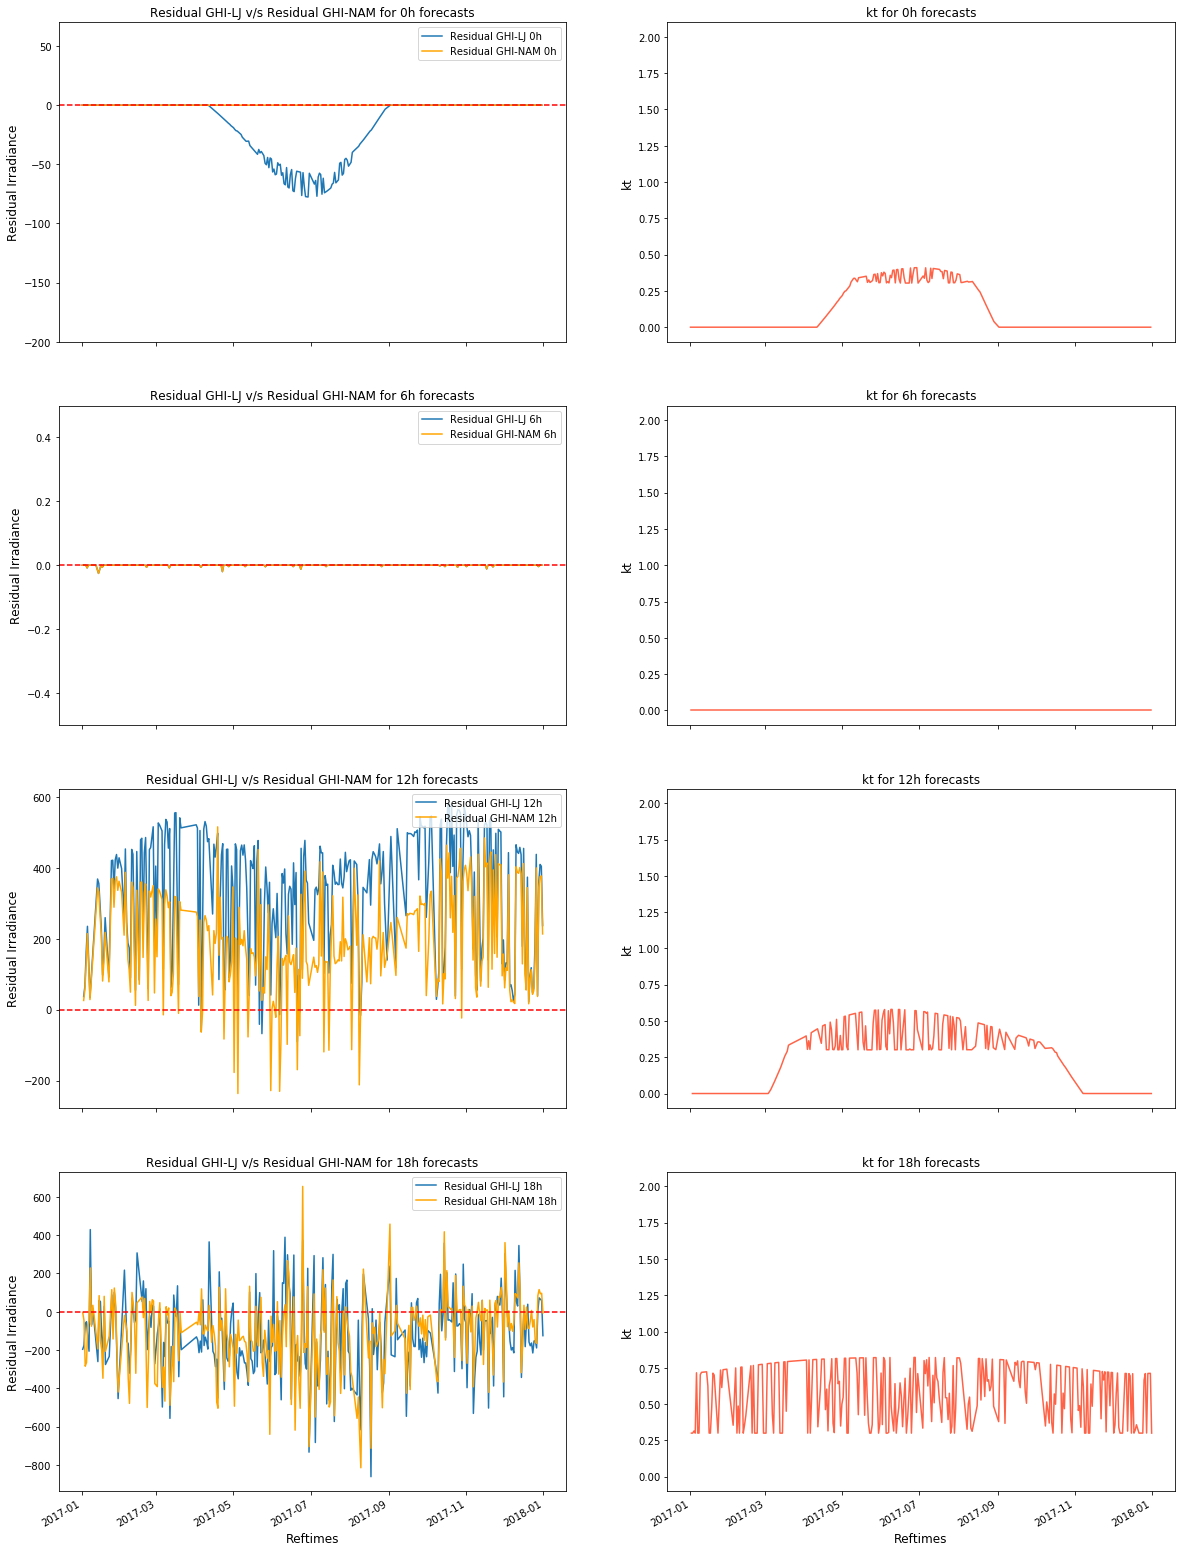 Residual GHI-LJ v/s Residual GHI-NAM for 0h forecasts
Residual GHI-LJ 0h
Residual GHI-NAM 0h
50
0
−50
−100
−150
−200
Residual Irradiance
kt for 0h forecasts
2.00
1.75
1.50
1.25
1.00
0.75
0.50
0.25
0.00
kt
Residual GHI-LJ v/s Residual GHI-NAM for 6h forecasts
Residual GHI-LJ 6h
Residual GHI-NAM 6h
0.4
0.2
0.0
−0.2
−0.4
Residual Irradiance
kt for 6h forecasts
2.00
1.75
1.50
1.25
1.00
0.75
0.50
0.25
0.00
kt
Residual GHI-LJ v/s Residual GHI-NAM for 12h forecasts
Residual GHI-LJ 12h
Residual GHI-NAM 12h
600
400
200
0
−200
Residual Irradiance
kt for 12h forecasts
2.00
1.75
1.50
1.25
1.00
0.75
0.50
0.25
0.00
kt
Residual GHI-LJ v/s Residual GHI-NAM for 18h forecasts
Residual GHI-LJ 18h
Residual GHI-NAM 18h
600
400
200
0
−200
−400
−600
−800
Residual Irradiance
2017-01
2017-03
2017-05
2017-07
2017-09
2017-11
2018-01
Reftimes
kt for 18h forecasts
2.00
1.75
1.50
1.25
1.00
0.75
0.50
0.25
0.00
kt
2017-01
2017-03
2017-05
2017-07
2017-09
2017-11
2018-01
Reftimes